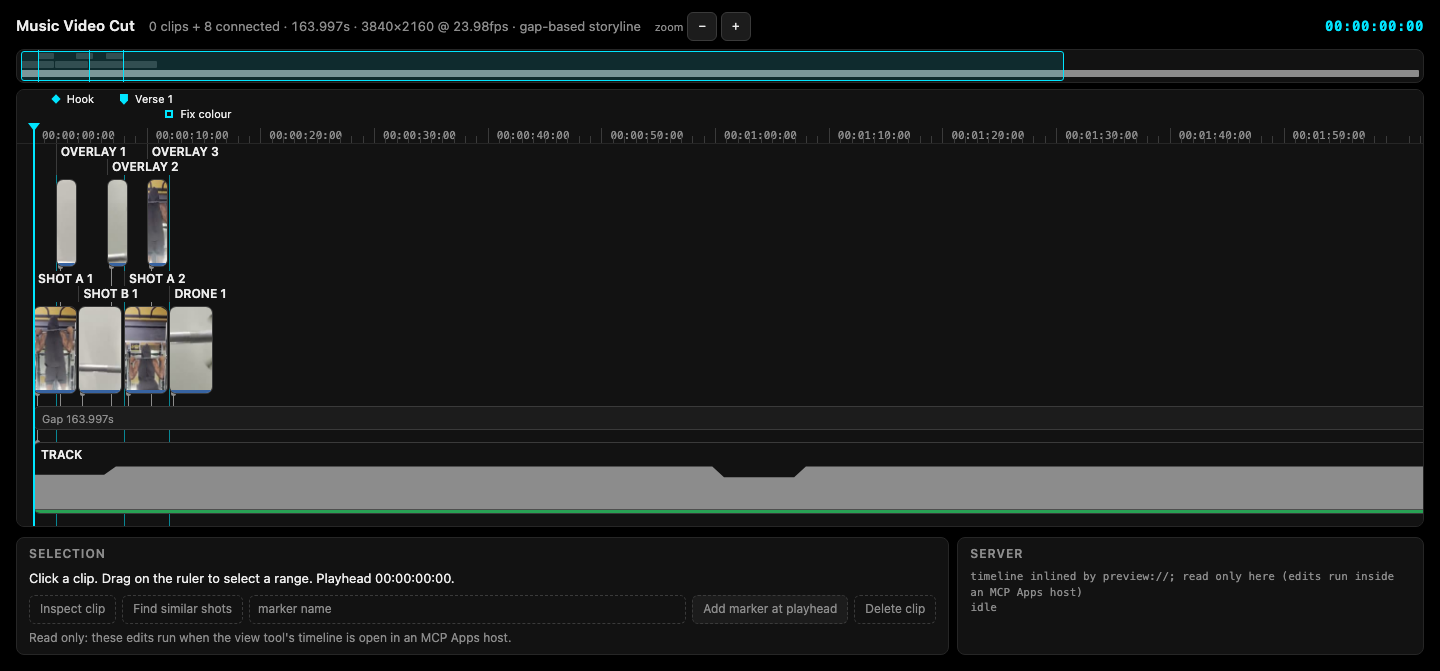 Music Video Cut 0 clips + 8 connected · 163.997s · 3840×2160 @ 23.98fps · gap-based storyline zoom − + 00:00:00:00
Hook Verse 1
Fix colour
00:00:00:00 00:00:10:00 00:00:20:00 00:00:30:00 00:00:40:00 00:00:50:00 00:01:00:00 00:01:10:00 00:01:20:00 00:01:30:00 00:01:40:00 00:01:50:00
OVERLAY 1 OVERLAY 3
OVERLAY 2
SHOT A 1 SHOT A 2
SHOT B 1 DRONE 1
Gap 163.997s
TRACK
SELECTION
Click a clip. Drag on the ruler to select a range. Playhead 00:00:00:00.
Inspect clip Find similar shots marker name Add marker at playhead Delete clip
Read only: these edits run when the view tool's timeline is open in an MCP Apps host.
SERVER
timeline inlined by preview://; read only here (edits run inside
an MCP Apps host)
idle